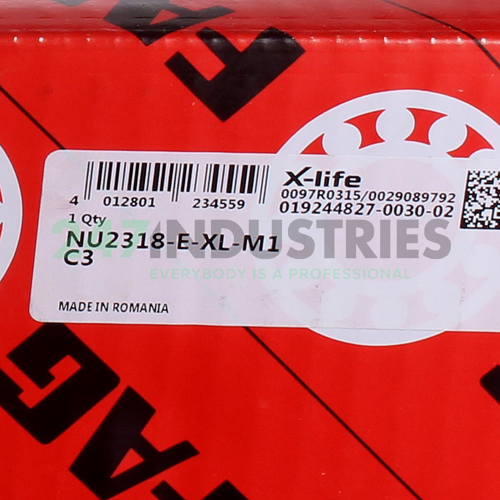 FAG
X-life
4 012801 234559
0097R0315/0029089792
019244827-0030-02
1 Qty
247INDUSTRIES
NU2318-E-XL-M1
C3
EVERYBODY IS A PROFESSIONAL
MADE IN ROMANIA
FAG